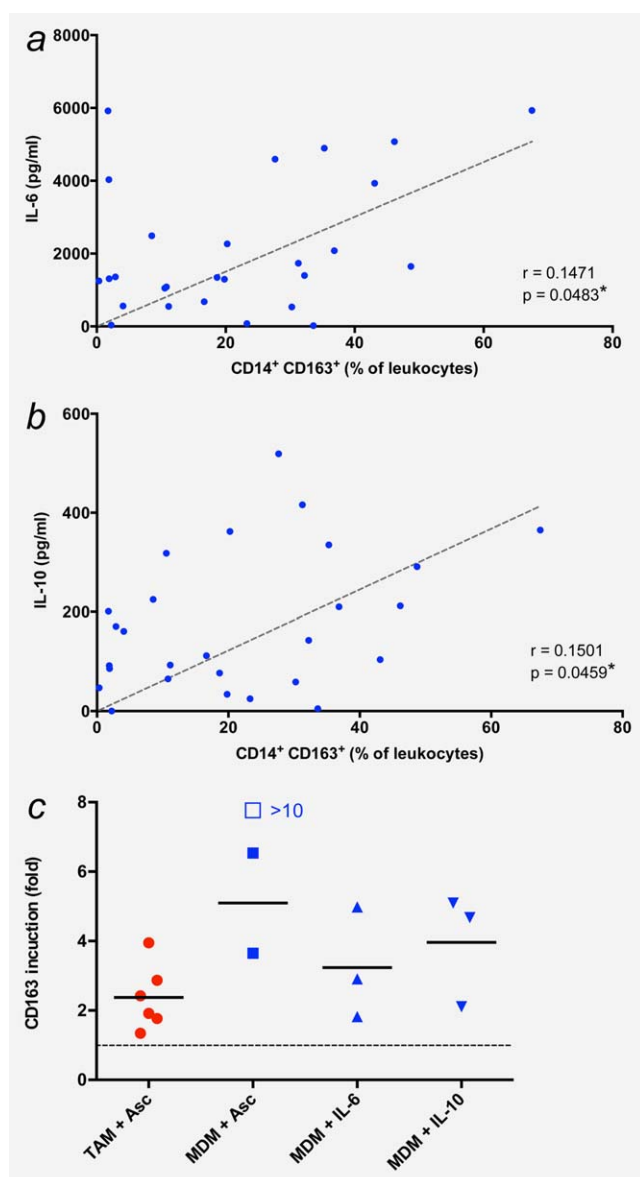 a
8000
6000
4000
2000
0
IL-6 (pg/ml)
r = 0.1471
p = 0.0483*
0 20 40 60 80
CD14+ CD163+ (% of leukocytes)
b
600
400
200
0
IL-10 (pg/ml)
r = 0.1501
p = 0.0459*
0 20 40 60 80
CD14+ CD163+ (% of leukocytes)
c
8
6
4
2
0
CD163 incuction (fold)
>10
TAM + Asc
MDM + Asc
MDM + IL-6
MDM + IL-10